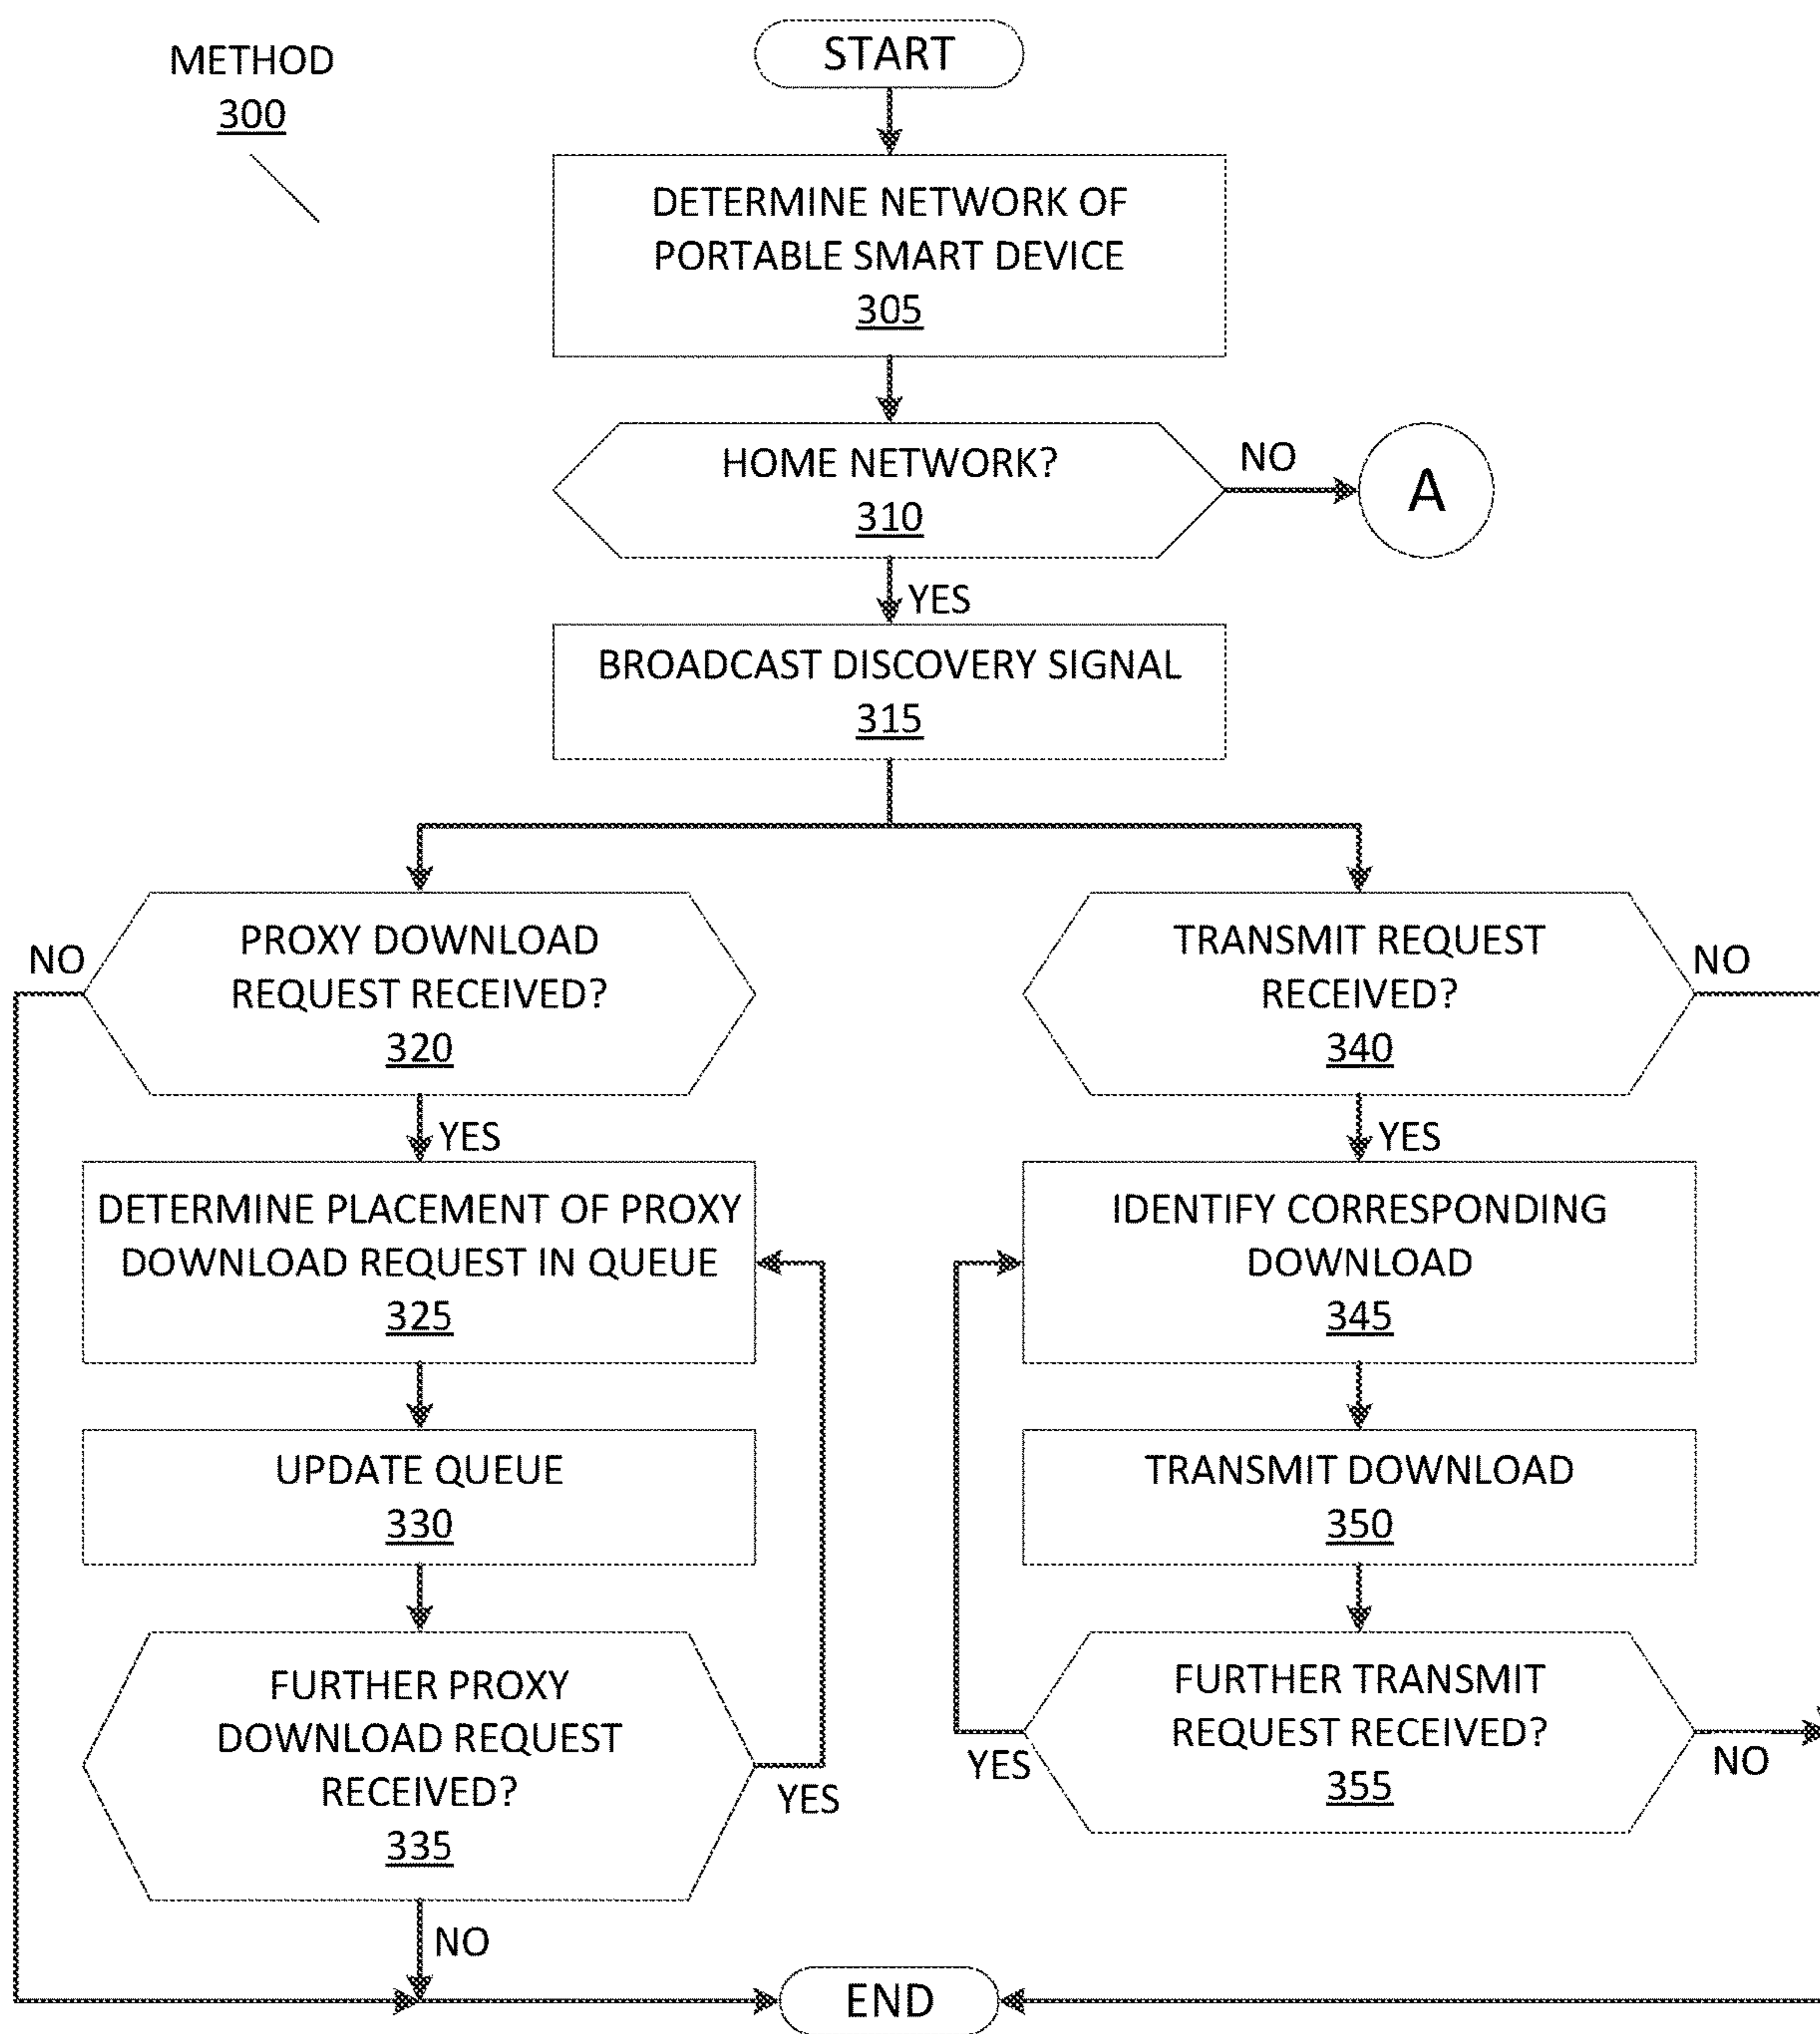 METHOD
300
START
DETERMINE NETWORK OF
PORTABLE SMART DEVICE
305
HOME NETWORK?
310
NO
A
YES
BROADCAST DISCOVERY SIGNAL
315
NO
PROXY DOWNLOAD
REQUEST RECEIVED?
320
YES
DETERMINE PLACEMENT OF PROXY
DOWNLOAD REQUEST IN QUEUE
325
UPDATE QUEUE
330
FURTHER PROXY
DOWNLOAD REQUEST
RECEIVED?
335
YES
NO
TRANSMIT REQUEST
RECEIVED?
340
NO
YES
IDENTIFY CORRESPONDING
DOWNLOAD
345
TRANSMIT DOWNLOAD
350
FURTHER TRANSMIT
REQUEST RECEIVED?
355
YES
NO
END